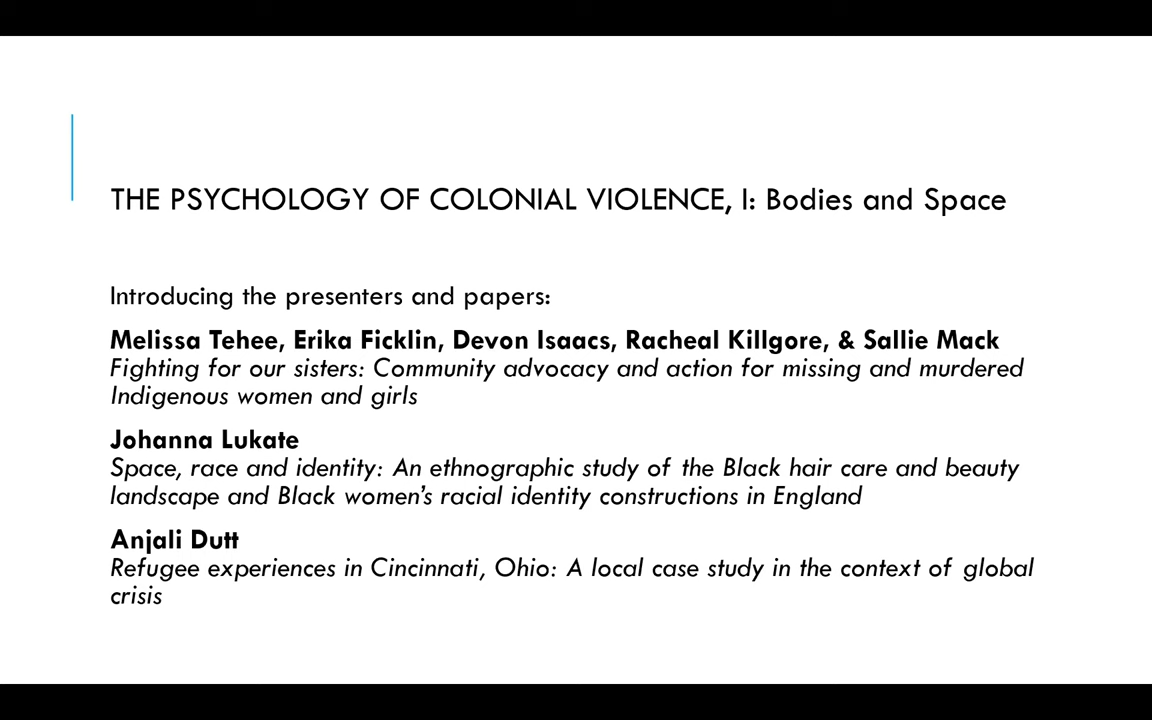 THE PSYCHOLOGY OF COLONIAL VIOLENCE, I: Bodies and Space
Introducing the presenters and papers:
Melissa Tehee, Erika Ficklin, Devon Isaacs, Racheal Killgore, & Sallie Mack
Fighting for our sisters: Community advocacy and action for missing and murdered
Indigenous women and girls
Johanna Lukate
Space, race and identity: An ethnographic study of the Black hair care and beauty
landscape and Black women’s racial identity constructions in England
Anjali Dutt
Refugee experiences in Cincinnati, Ohio: A local case study in the context of global
crisis